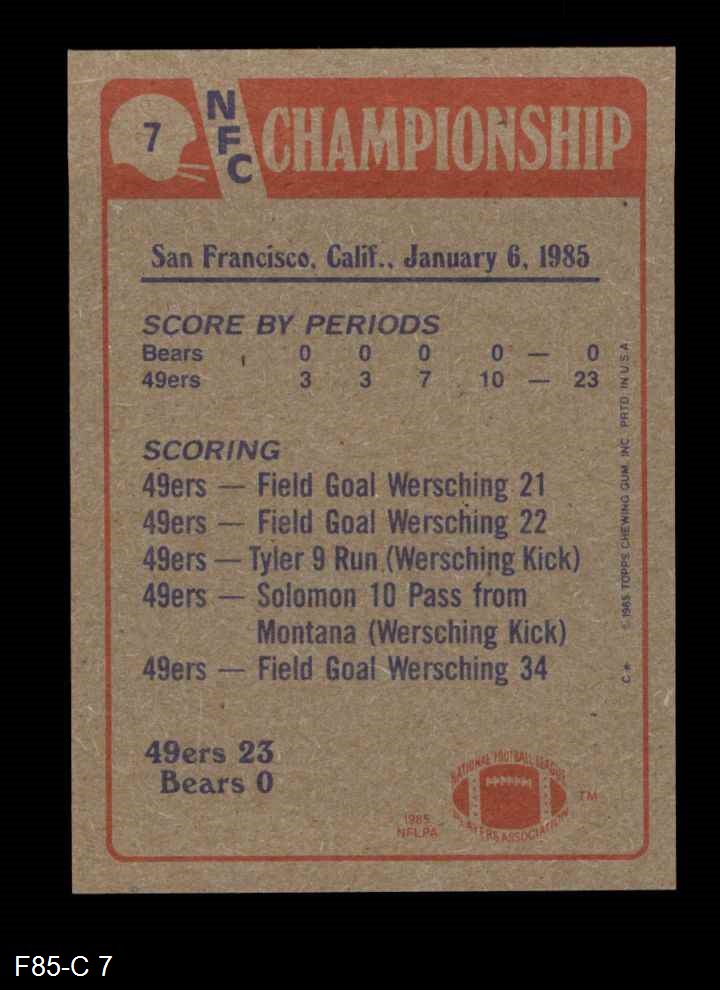 7
NFC
CHAMPIONSHIP
San Francisco, Calif., January 6, 1985
SCORE BY PERIODS
Bears 0 0 0 0 — 0
49ers 3 3 7 10 — 23
SCORING
49ers — Field Goal Wersching 21
49ers — Field Goal Wersching 22
49ers — Tyler 9 Run (Wersching Kick)
49ers — Solomon 10 Pass from
Montana (Wersching Kick)
49ers — Field Goal Wersching 34
49ers 23
Bears 0
NATIONAL FOOTBALL LEAGUE
PLAYERS ASSOCIATION
TM
1985
NFLPA
C* © 1985 TOPPS CHEWING GUM, INC. PRTD. IN U.S.A.
F85-C 7